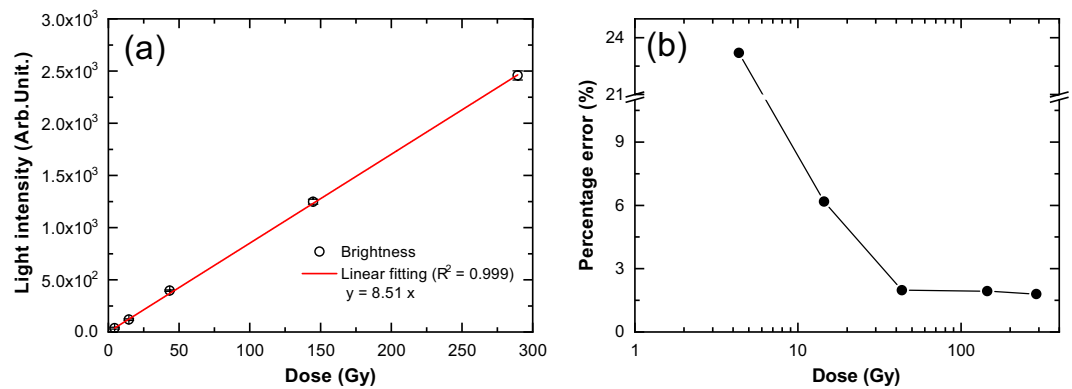 (a)
Light intensity (Arb.Unit.)
3.0x10³
2.5x10³
2.0x10³
1.5x10³
1.0x10³
5.0x10²
0.0
0 50 100 150 200 250 300
Dose (Gy)
Brightness
Linear fitting (R² = 0.999)
y = 8.51 x
(b)
Percentage error (%)
24
21
9
6
3
0
1 10 100
Dose (Gy)